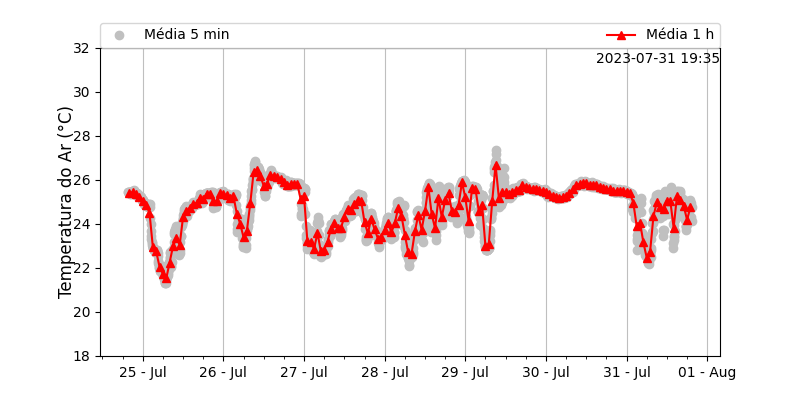 Média 5 min
Média 1 h
2023-07-31 19:35
Temperatura do Ar (°C)
32
30
28
26
24
22
20
18
25 - Jul
26 - Jul
27 - Jul
28 - Jul
29 - Jul
30 - Jul
31 - Jul
01 - Aug